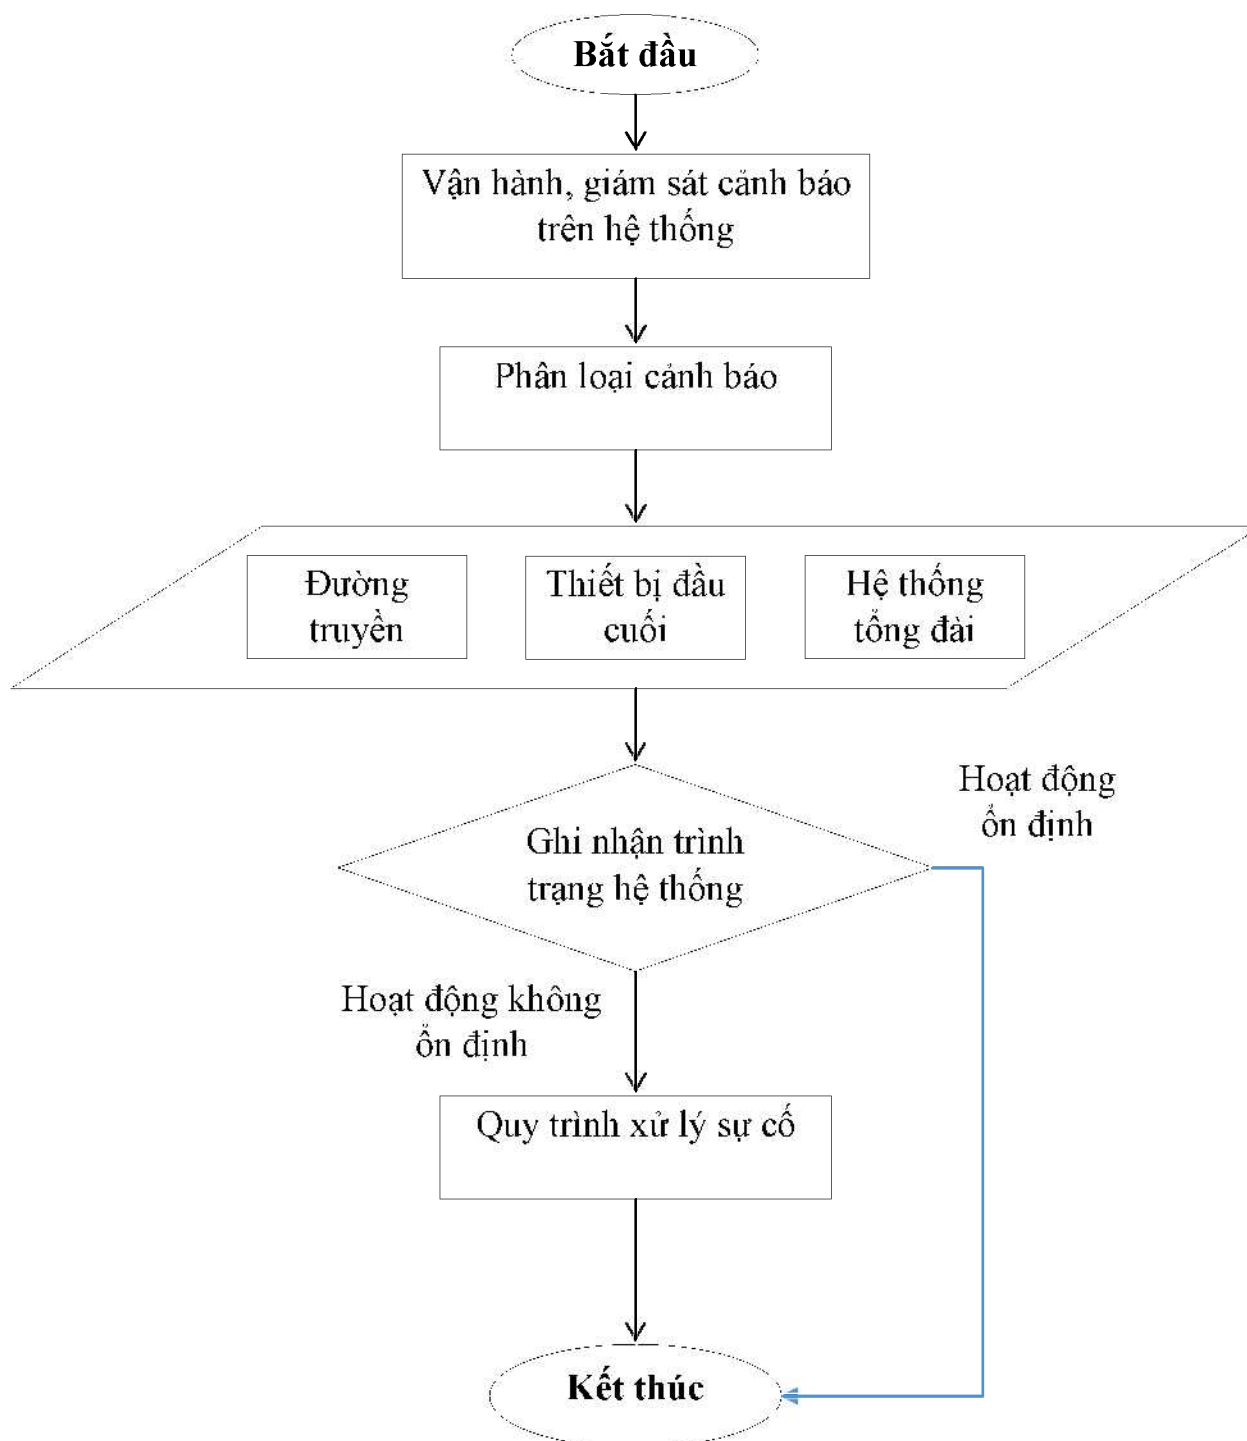 Bắt đầu
Vận hành, giám sát cảnh báo
trên hệ thống
Phân loại cảnh báo
Đường
truyền
Thiết bị đầu
cuối
Hệ thống
tổng đài
Hoạt động
ổn định
Ghi nhận trình
trạng hệ thống
Hoạt động không
ổn định
Quy trình xử lý sự cố
Kết thúc